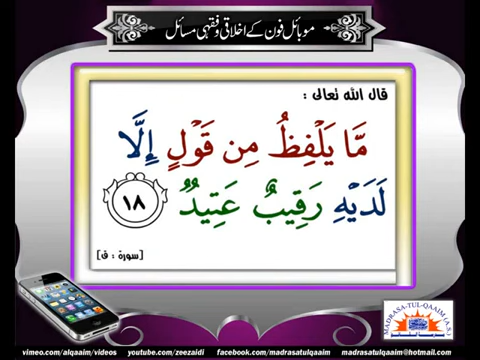 موبائل فون کے اخلاقی و فقہی مسائل
قال الله تعالى :
مَّا يَلْفِظُ مِن قَوْلٍ إِلَّا
لَدَيْهِ رَقِيبٌ عَتِيدٌ ١٨
[سورة : ق]
MADRASA-TUL-QAAIM (A.S.)
vimeo.com/alqaaim/videos youtube.com/zeezaidi facebook.com/madrasatulqaaim madrasatulqaaim@hotmail.com